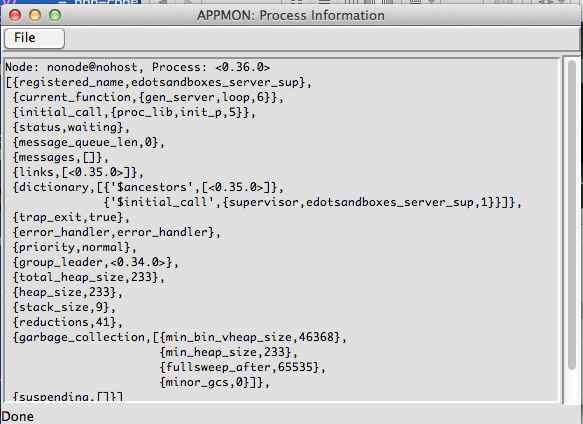 APPMON: Process Information
File
Node: nonode@nohost, Process: <0.36.0>
[{registered_name,edotsandboxes_server_sup},
{current_function,{gen_server,loop,6}},
{initial_call,{proc_lib,init_p,5}},
{status,waiting},
{message_queue_len,0},
{messages,[]},
{links,[<0.35.0>]},
{dictionary,[{'$ancestors',[<0.35.0>]},
{'$initial_call',{supervisor,edotsandboxes_server_sup,1}}]},
{trap_exit,true},
{error_handler,error_handler},
{priority,normal},
{group_leader,<0.34.0>},
{total_heap_size,233},
{heap_size,233},
{stack_size,9},
{reductions,41},
{garbage_collection,[{min_bin_vheap_size,46368},
{min_heap_size,233},
{fullsweep_after,65535},
{minor_gcs,0}]},
{suspending,[]}]
Done